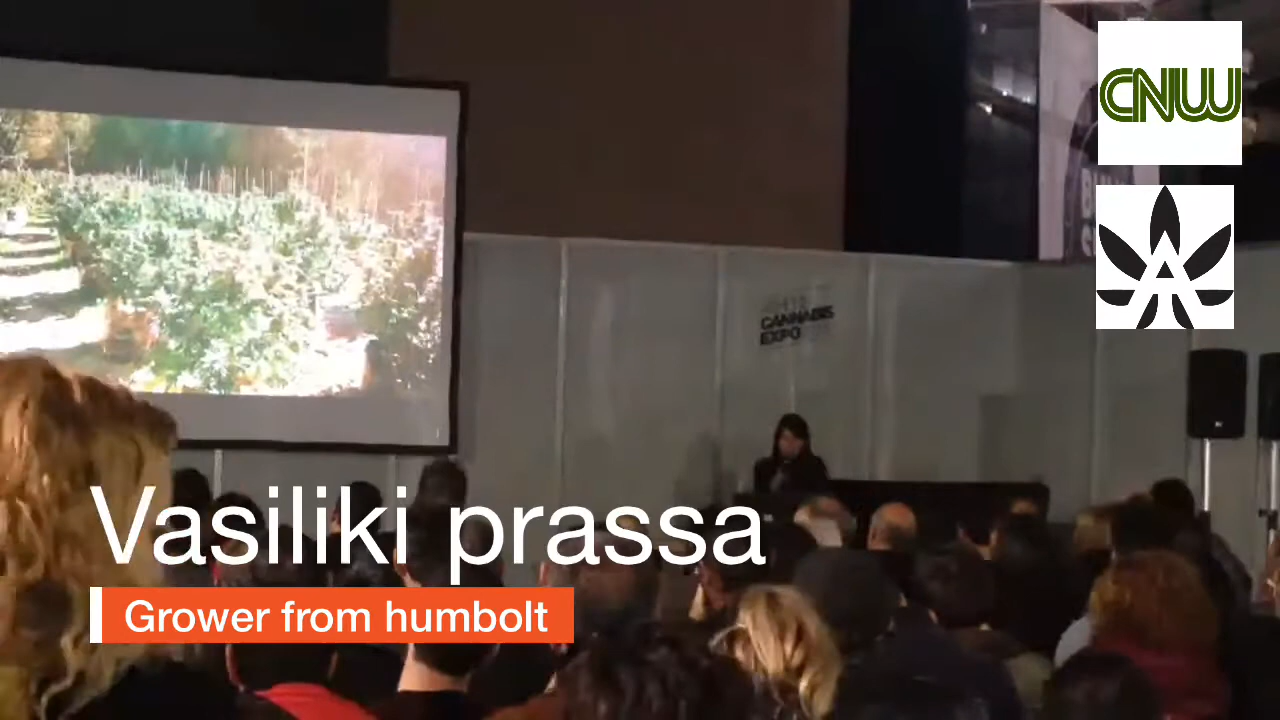 CNW
CANNABIS
EXPO
Vasiliki prassa
Grower from humbolt